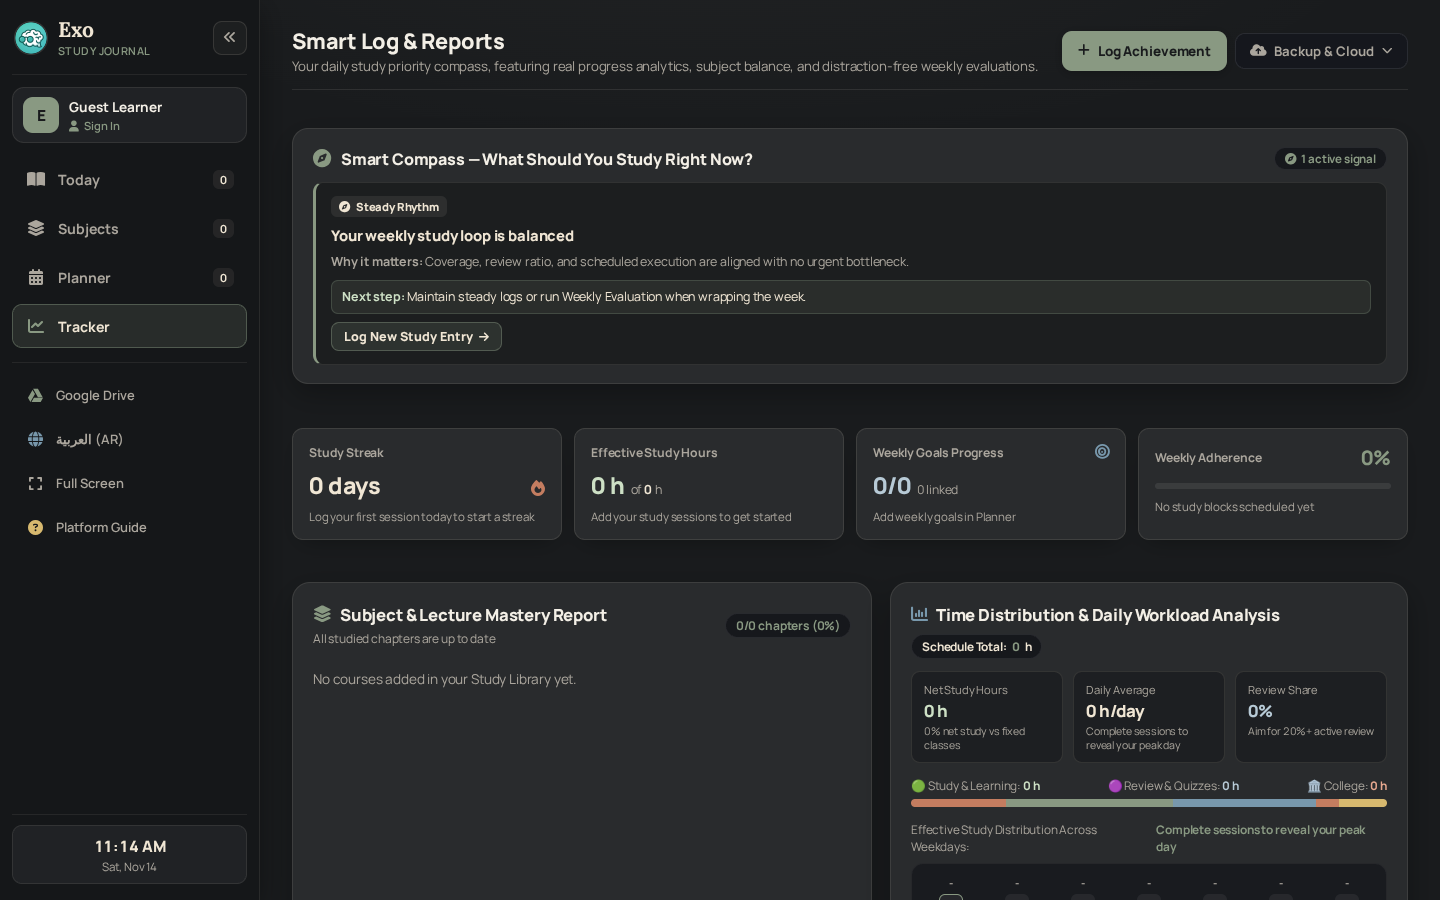 Exo
STUDY JOURNAL
E
Guest Learner
Sign In
Today 0
Subjects 0
Planner 0
Tracker
Google Drive
العربية (AR)
Full Screen
Platform Guide
11:14 AM
Sat, Nov 14
Smart Log & Reports
Your daily study priority compass, featuring real progress analytics, subject balance, and distraction-free weekly evaluations.
Log Achievement
Backup & Cloud
Smart Compass — What Should You Study Right Now?
1 active signal
Steady Rhythm
Your weekly study loop is balanced
Why it matters: Coverage, review ratio, and scheduled execution are aligned with no urgent bottleneck.
Next step: Maintain steady logs or run Weekly Evaluation when wrapping the week.
Log New Study Entry →
Study Streak
0 days
Log your first session today to start a streak
Effective Study Hours
0 h of 0 h
Add your study sessions to get started
Weekly Goals Progress
0/0 0 linked
Add weekly goals in Planner
Weekly Adherence 0%
No study blocks scheduled yet
Subject & Lecture Mastery Report
All studied chapters are up to date
0/0 chapters (0%)
No courses added in your Study Library yet.
Time Distribution & Daily Workload Analysis
Schedule Total: 0 h
Net Study Hours
0 h
0% net study vs fixed
classes
Daily Average
0 h/day
Complete sessions to
reveal your peak day
Review Share
0%
Aim for 20%+ active review
Study & Learning: 0 h
Review & Quizzes: 0 h
College: 0 h
Effective Study Distribution Across
Weekdays:
Complete sessions to reveal your peak
day
- - - - - - -